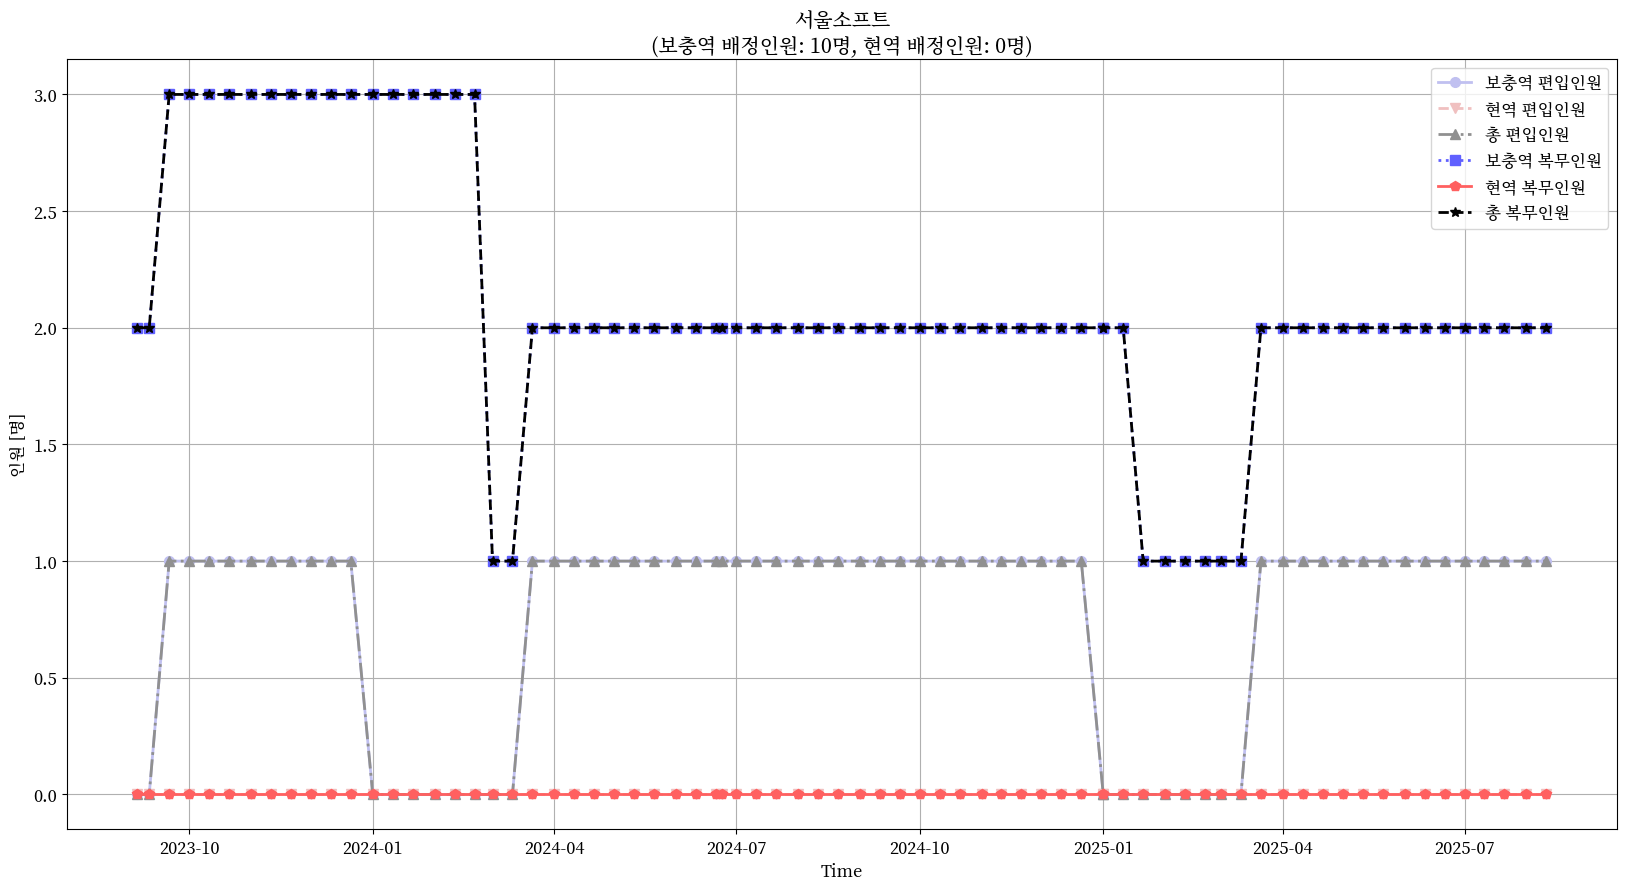 서울소프트
(보충역 배정인원: 10명, 현역 배정인원: 0명)
보충역 편입인원
현역 편입인원
총 편입인원
보충역 복무인원
현역 복무인원
총 복무인원
인원 [명]
3.0
2.5
2.0
1.5
1.0
0.5
0.0
2023-10
2024-01
2024-04
2024-07
2024-10
2025-01
2025-04
2025-07
Time